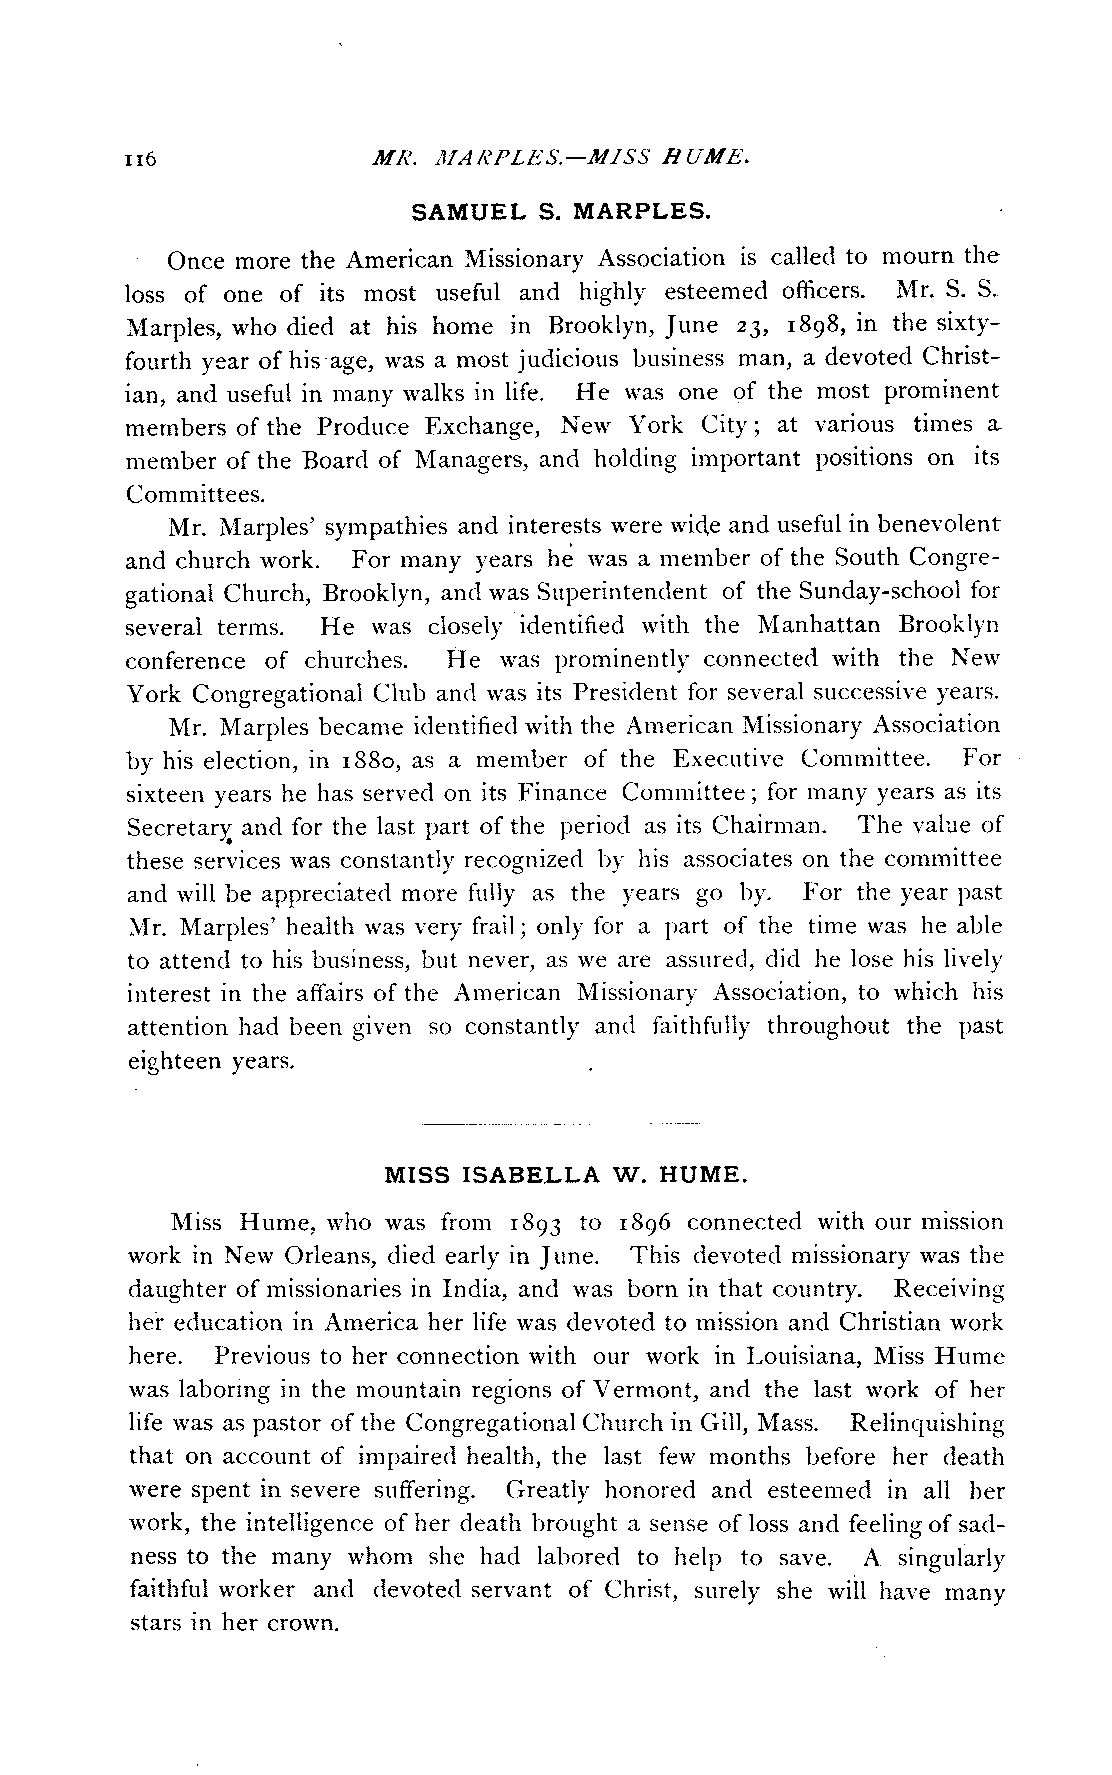 116 MR. MARPLES.—MISS HUME.
SAMUEL S. MARPLES.
Once more the American Missionary Association is called to mourn the
loss of one of its most useful and highly esteemed officers. Mr. S. S.
Marples, who died at his home in Brooklyn, June 23, 1898, in the sixty-
fourth year of his age, was a most judicious business man, a devoted Christ-
ian, and useful in many walks in life. He was one of the most prominent
members of the Produce Exchange, New York City; at various times a
member of the Board of Managers, and holding important positions on its
Committees.
Mr. Marples' sympathies and interests were wide and useful in benevolent
and church work. For many years he was a member of the South Congre-
gational Church, Brooklyn, and was Superintendent of the Sunday-school for
several terms. He was closely identified with the Manhattan Brooklyn
conference of churches. He was prominently connected with the New
York Congregational Club and was its President for several successive years.
Mr. Marples became identified with the American Missionary Association
by his election, in 1880, as a member of the Executive Committee. For
sixteen years he has served on its Finance Committee; for many years as its
Secretary and for the last part of the period as its Chairman. The value of
these services was constantly recognized by his associates on the committee
and will be appreciated more fully as the years go by. For the year past
Mr. Marples' health was very frail; only for a part of the time was he able
to attend to his business, but never, as we are assured, did he lose his lively
interest in the affairs of the American Missionary Association, to which his
attention had been given so constantly and faithfully throughout the past
eighteen years.
MISS ISABELLA W. HUME.
Miss Hume, who was from 1893 to 1896 connected with our mission
work in New Orleans, died early in June. This devoted missionary was the
daughter of missionaries in India, and was born in that country. Receiving
her education in America her life was devoted to mission and Christian work
here. Previous to her connection with our work in Louisiana, Miss Hume
was laboring in the mountain regions of Vermont, and the last work of her
life was as pastor of the Congregational Church in Gill, Mass. Relinquishing
that on account of impaired health, the last few months before her death
were spent in severe suffering. Greatly honored and esteemed in all her
work, the intelligence of her death brought a sense of loss and feeling of sad-
ness to the many whom she had labored to help to save. A singularly
faithful worker and devoted servant of Christ, surely she will have many
stars in her crown.